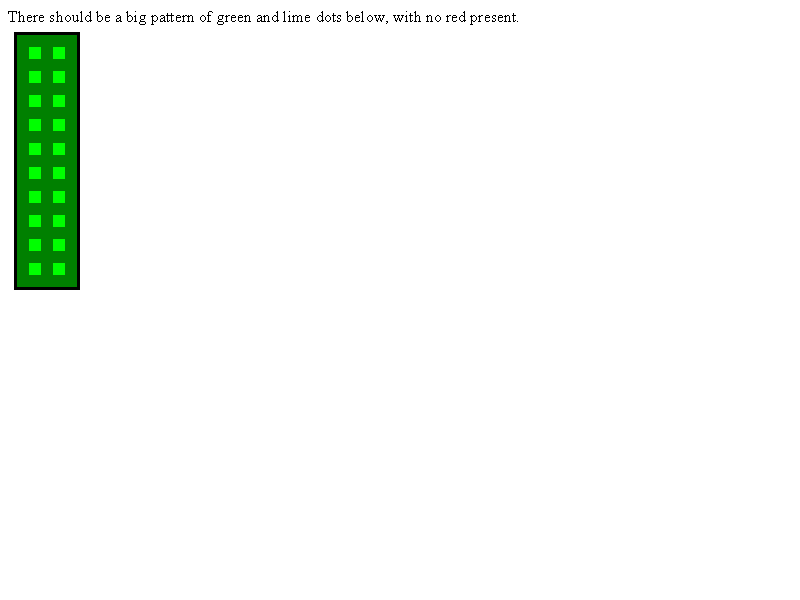 There should be a big pattern of green and lime dots below, with no red present.